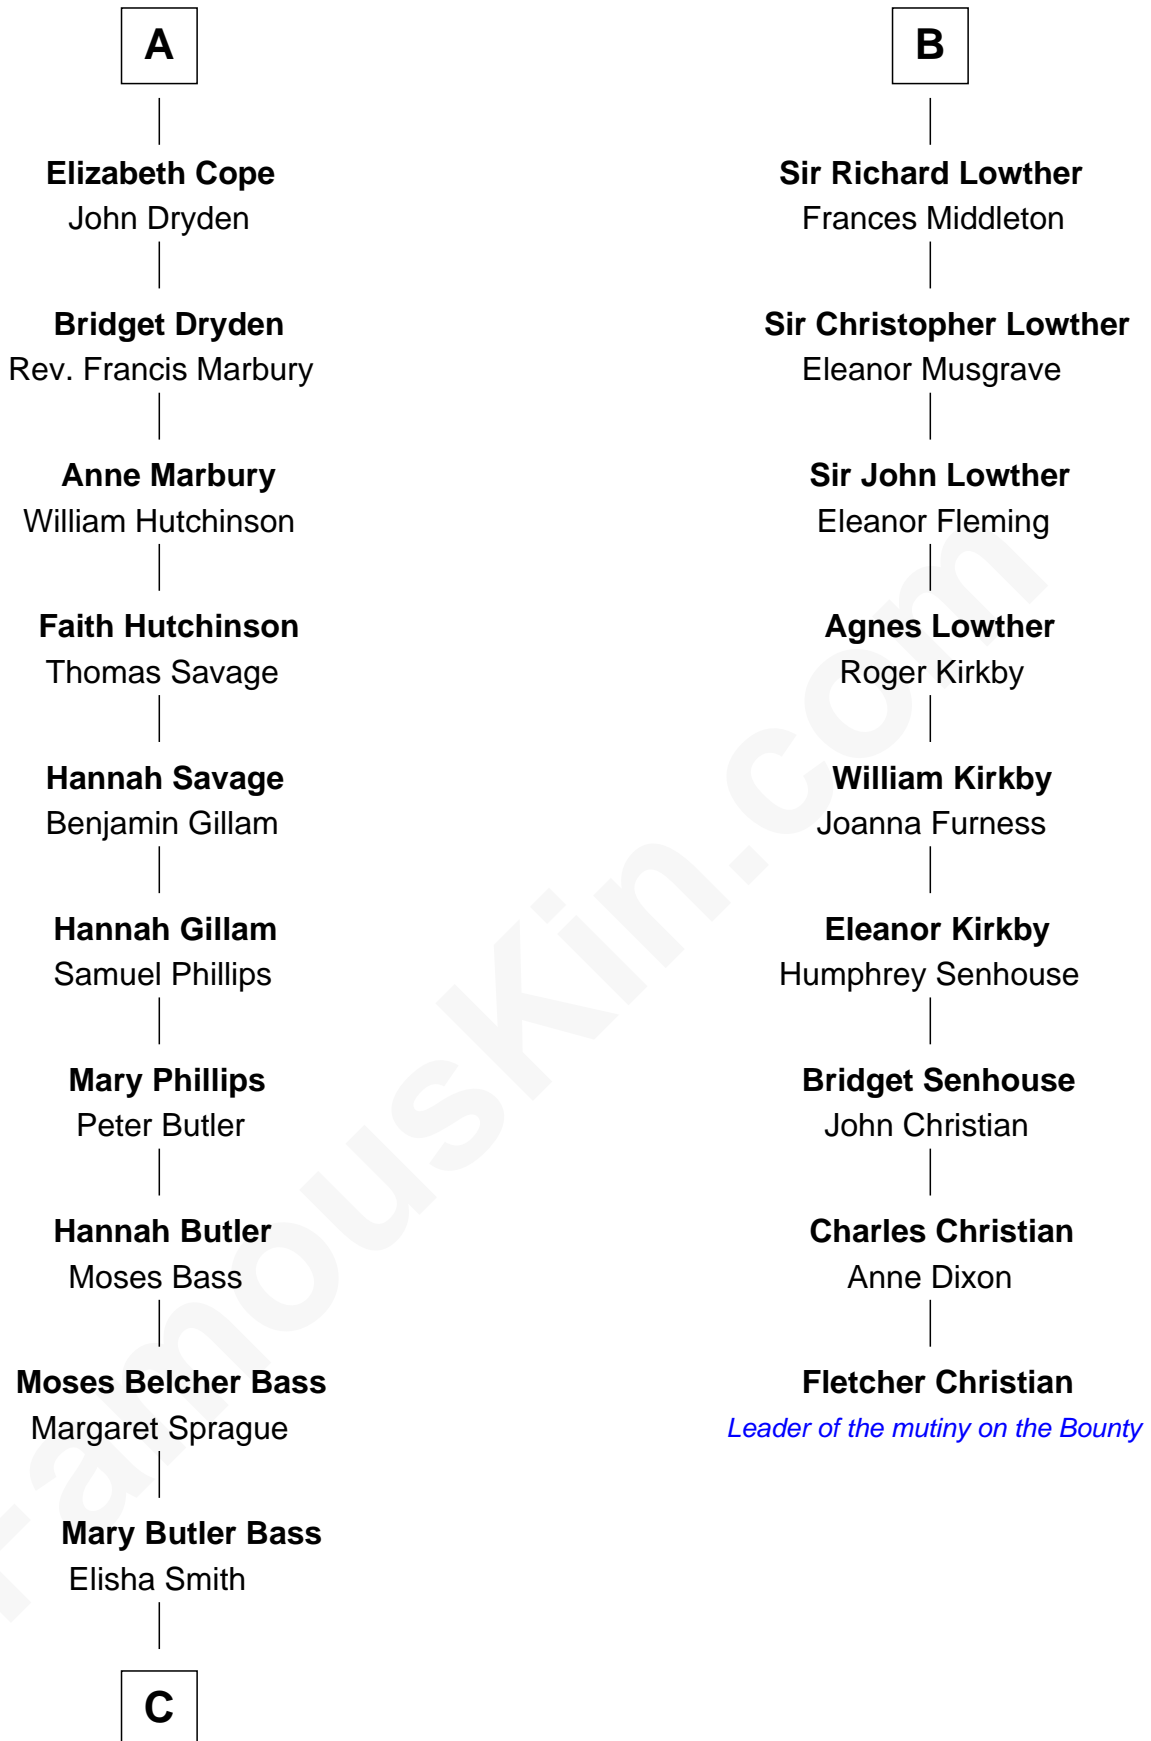 A
Elizabeth Cope
John Dryden
Bridget Dryden
Rev. Francis Marbury
Anne Marbury
William Hutchinson
Faith Hutchinson
Thomas Savage
Hannah Savage
Benjamin Gillam
Hannah Gillam
Samuel Phillips
Mary Phillips
Peter Butler
Hannah Butler
Moses Bass
Moses Belcher Bass
Margaret Sprague
Mary Butler Bass
Elisha Smith
C
B
Sir Richard Lowther
Frances Middleton
Sir Christopher Lowther
Eleanor Musgrave
Sir John Lowther
Eleanor Fleming
Agnes Lowther
Roger Kirkby
William Kirkby
Joanna Furness
Eleanor Kirkby
Humphrey Senhouse
Bridget Senhouse
John Christian
Charles Christian
Anne Dixon
Fletcher Christian
Leader of the mutiny on the Bounty
FamousKin.com